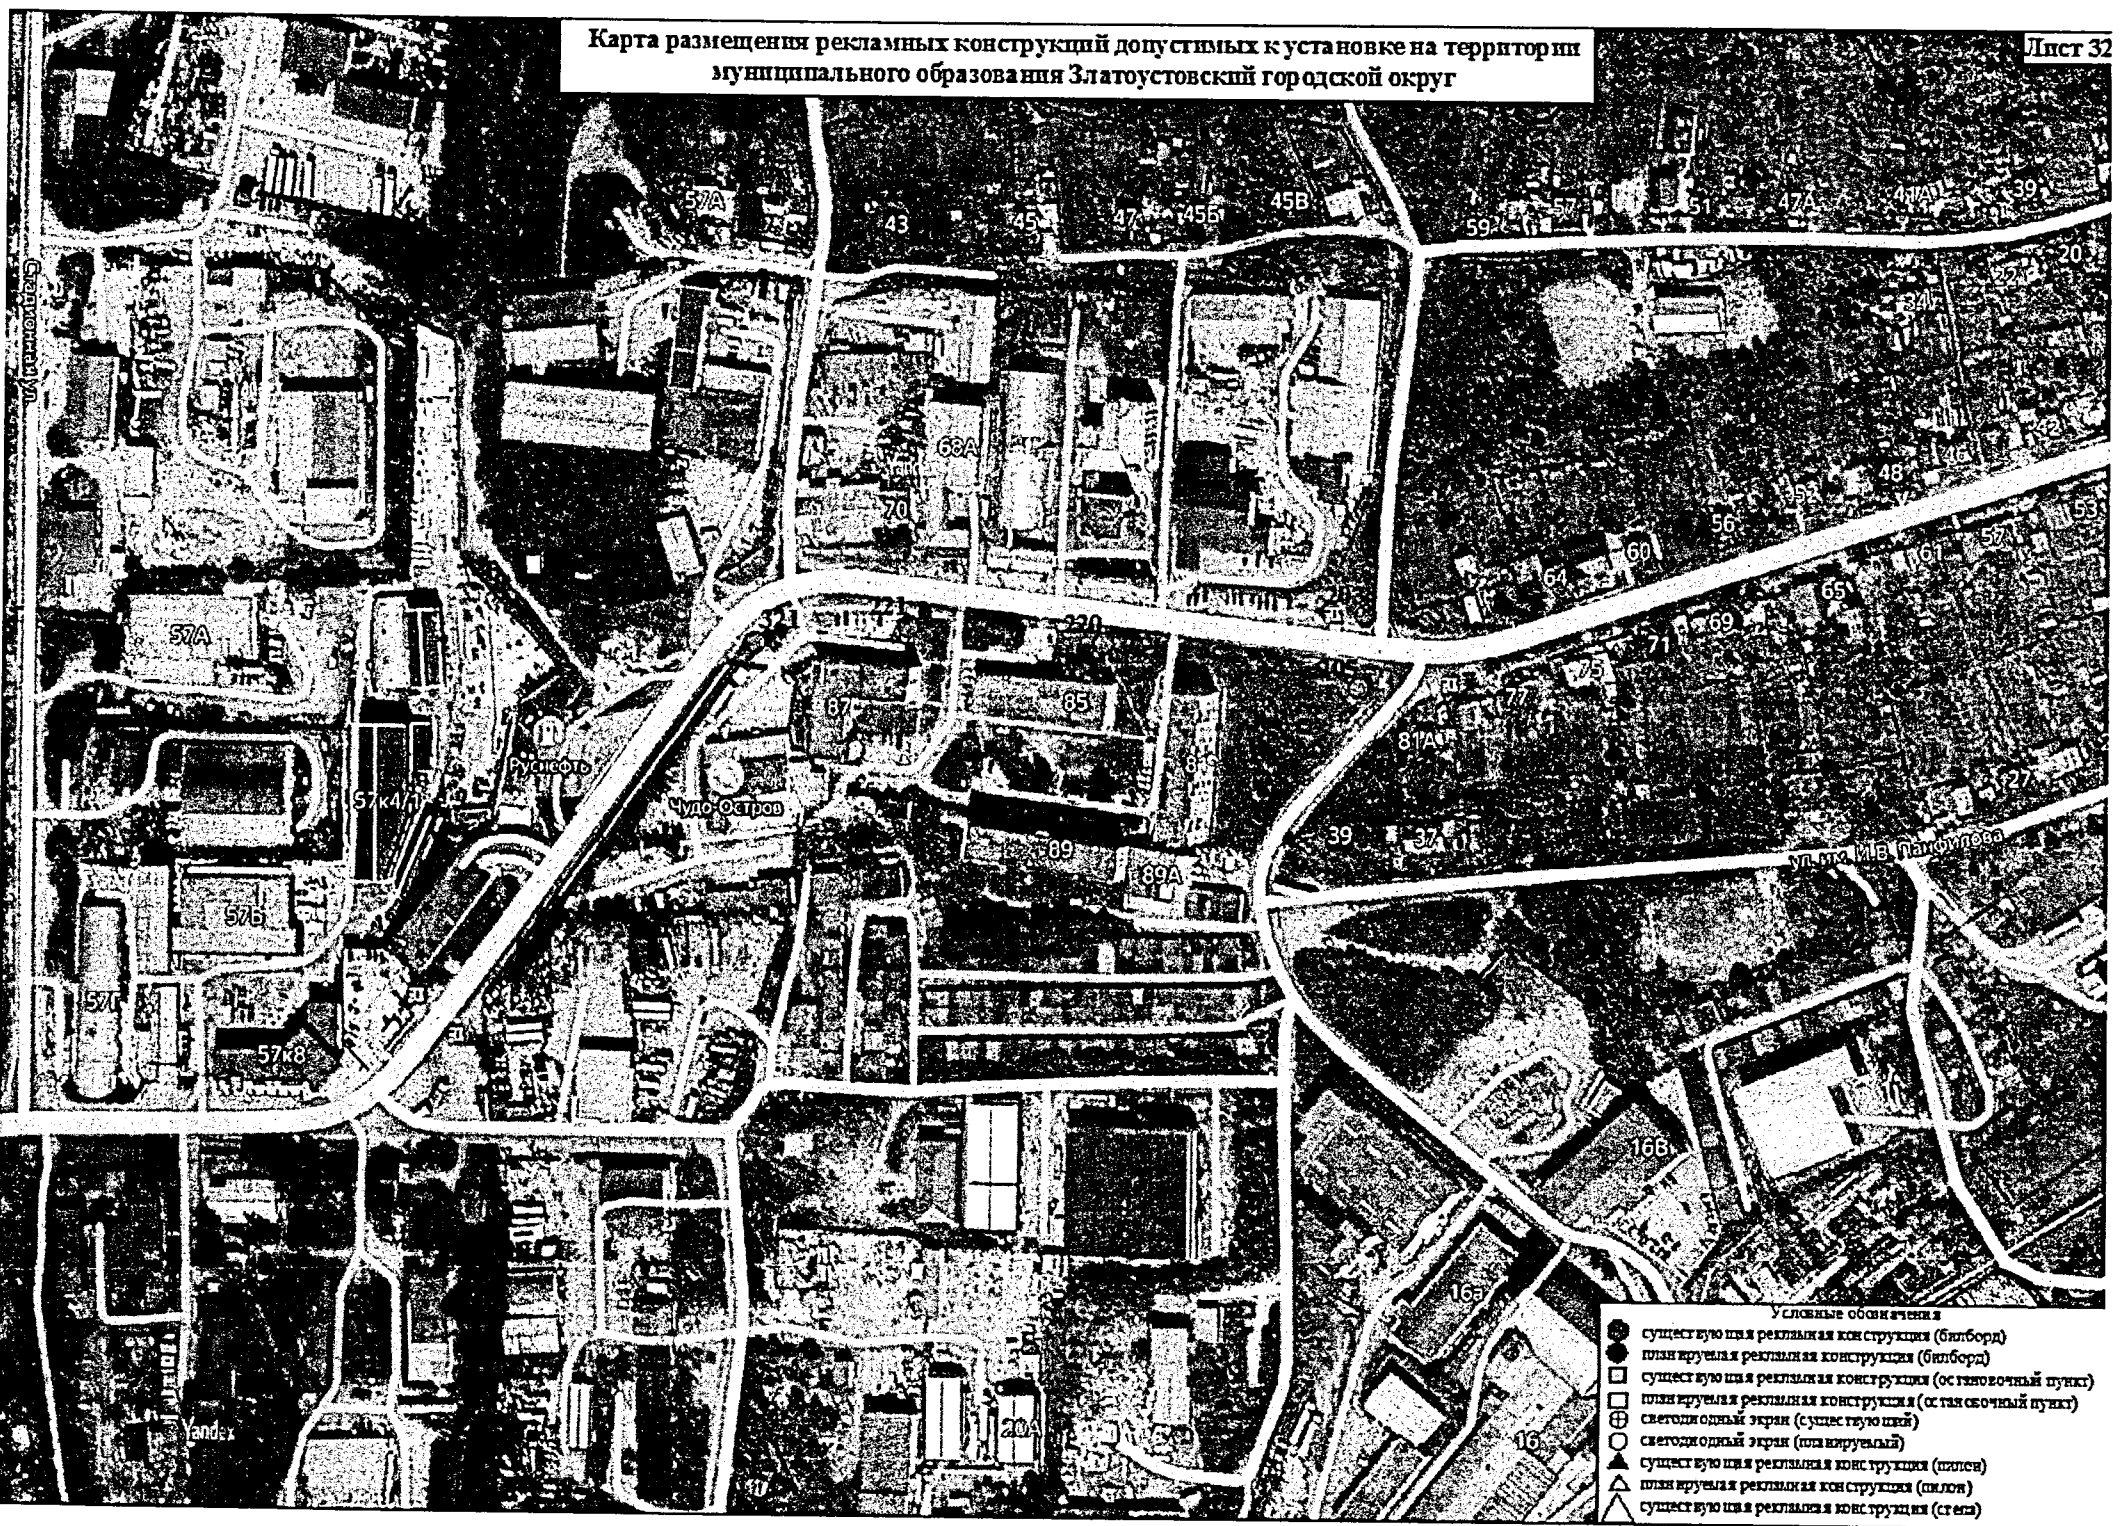 Карта размещения рекламных конструкций допустимых к установке на территории
муниципального образования Златоустовский городской округ
Лист 32
57А
43
45
47
45Б
45В
59
57
51
47А
41А
39
20
22
34
Стадионная ул.
68А
70
42
46
48
52
53
56
57
60
61
64
65
69
71
75
77
81А
321
221
220
220
105
57А
87
85
Руснефть
Чудо-Остров
57к4/1
89
89А
39
37
27
ул. им. И.В. Панфилова
57Б
57Г
57к8
16В
16а
16
20А
Yandex
Условные обозначения
существующая рекламная конструкция (билборд)
планируемая рекламная конструкция (билборд)
существующая рекламная конструкция (остановочный пункт)
планируемая рекламная конструкция (остановочный пункт)
светодиодный экран (существующий)
светодиодный экран (планируемый)
существующая рекламная конструкция (пилон)
планируемая рекламная конструкция (пилон)
существующая рекламная конструкция (стела)